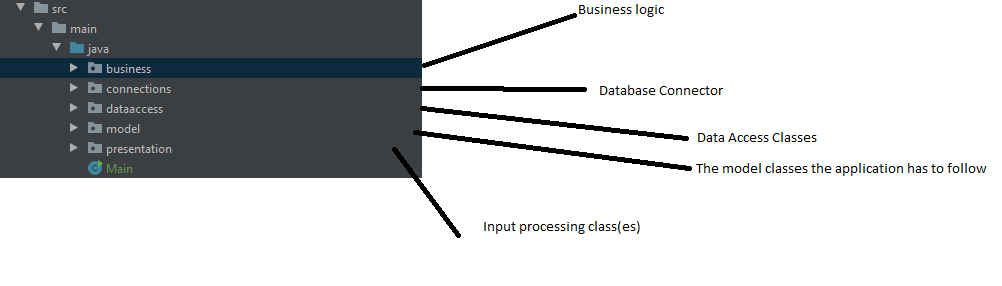 src
Business logic
main
java
business
connections
Database Connector
dataaccess
model
Data Access Classes
presentation
Main
The model classes the application has to follow
Input processing class(es)